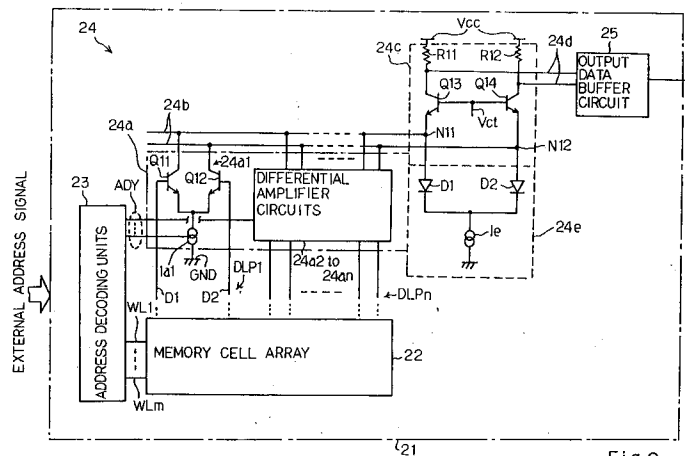 24
Vcc
24c
R11
R12
24d
25
OUTPUT
DATA
BUFFER
CIRCUIT
Q13
Q14
24b
24a
Vct
N11
N12
Q11
24a1
Q12
DIFFERENTIAL
AMPLIFIER
CIRCUITS
D1
D2
23
ADY
Ie
24e
1a1
GND
24a2 to
24an
DLP1
DLPn
D1
D2
EXTERNAL ADDRESS SIGNAL
ADDRESS DECODING UNITS
WL1
WLm
MEMORY CELL ARRAY
22
21